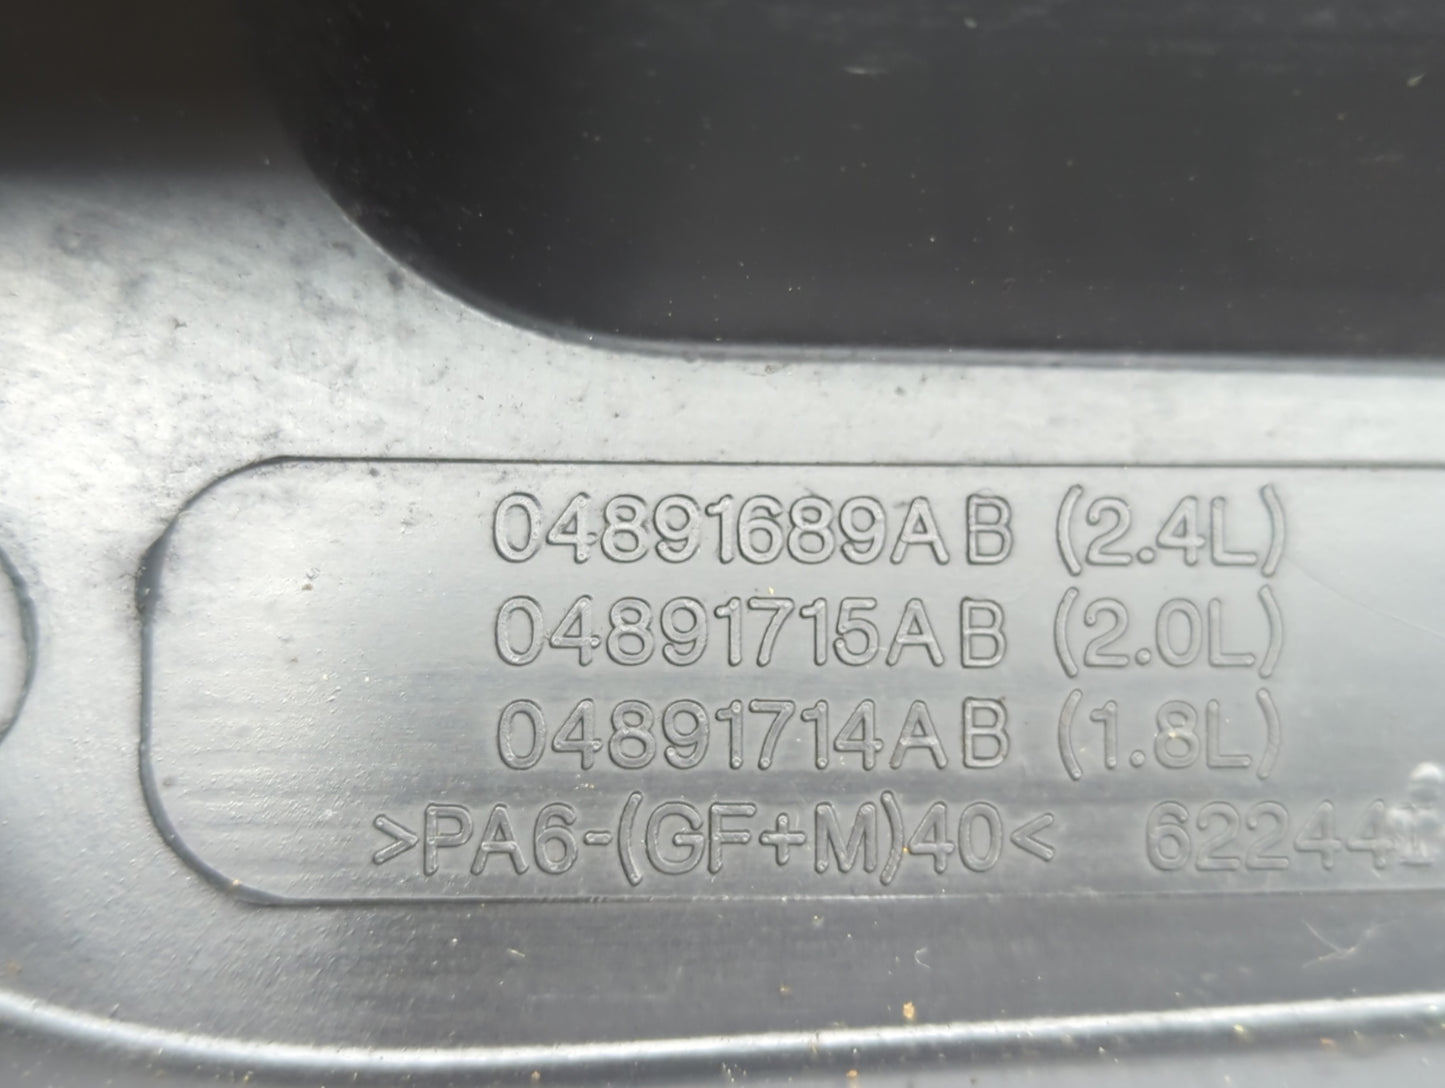 04891689AB (2.4L)
04891715AB (2.0L)
04891714AB (1.8L)
>PA6-(GF+M)40<